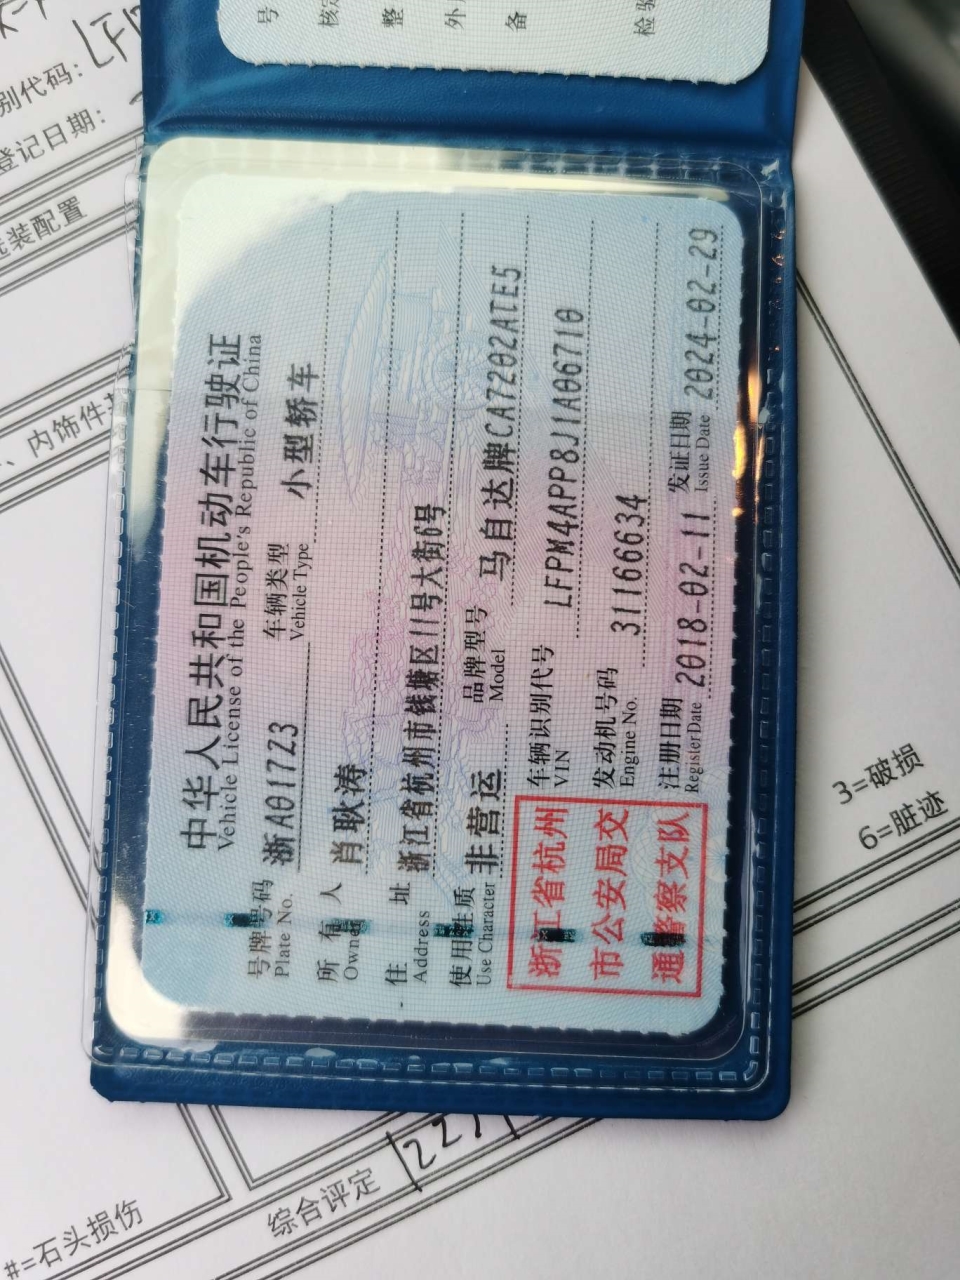 中华人民共和国机动车行驶证
Vehicle License of the People's Republic of China
号牌号码 浙A017Z3 车辆类型 小型轿车
Plate No. Vehicle Type
所有人 肖耿涛
Owner
住址 浙江省杭州市钱塘区11号大街6号
Address
使用性质 非营运 品牌型号 马自达牌CA7202ATE5
Use Character Model
浙江省杭州
市公安局交
通警察支队
车辆识别代号 LFPM4APP8J1A06710
VIN
发动机号码 31166634
Engine No.
注册日期 2018-02-11 发证日期 2024-02-29
Register Date Issue Date
号
整
外
备
检验
别代码:
登记日期:
选装配置
、内饰件
3=破损
6=脏迹
综合评定
#=石头损伤